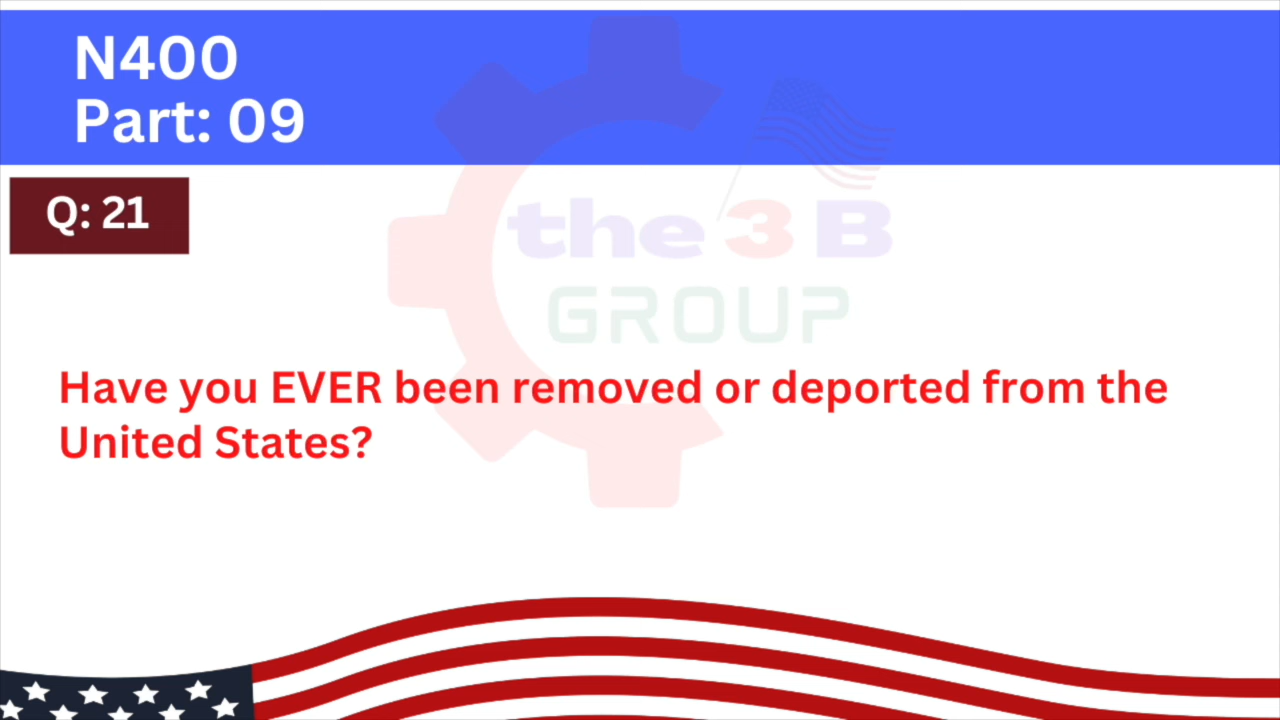 N400
Part: 09
Q: 21
the 3 B
GROUP
Have you EVER been removed or deported from the
United States?